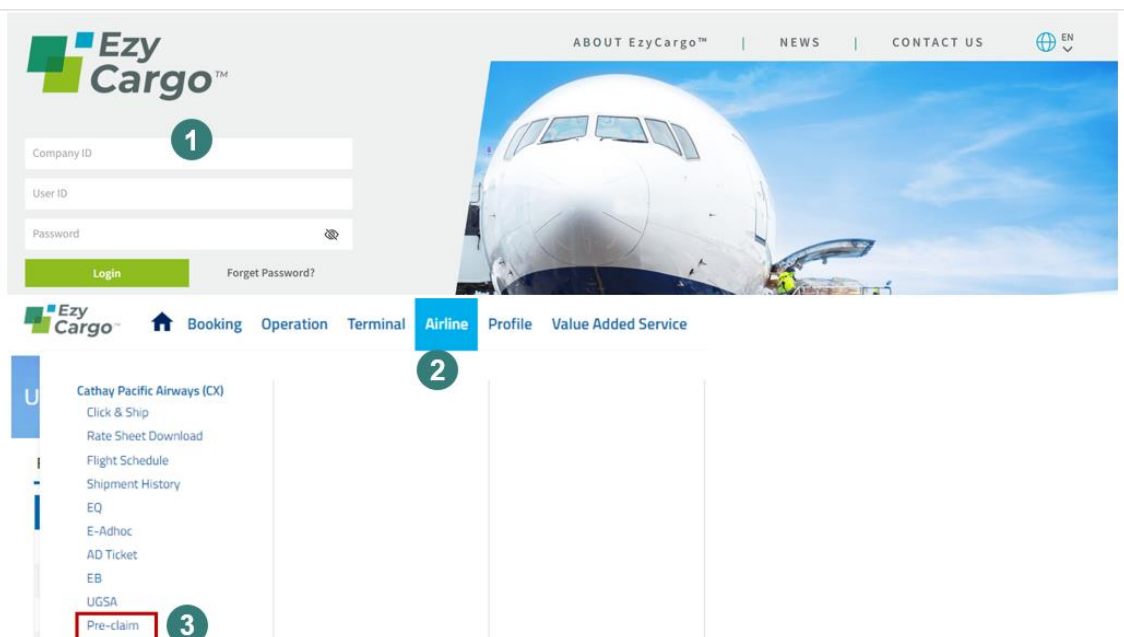 Ezy
Cargo™
ABOUT EzyCargo™ | NEWS | CONTACT US EN
1
Company ID
User ID
Password
Login Forget Password?
Ezy
Cargo™ Booking Operation Terminal Airline Profile Value Added Service
2
U
Cathay Pacific Airways (CX)
Click & Ship
Rate Sheet Download
Flight Schedule
Shipment History
EQ
E-Adhoc
AD Ticket
EB
UGSA
Pre-claim 3